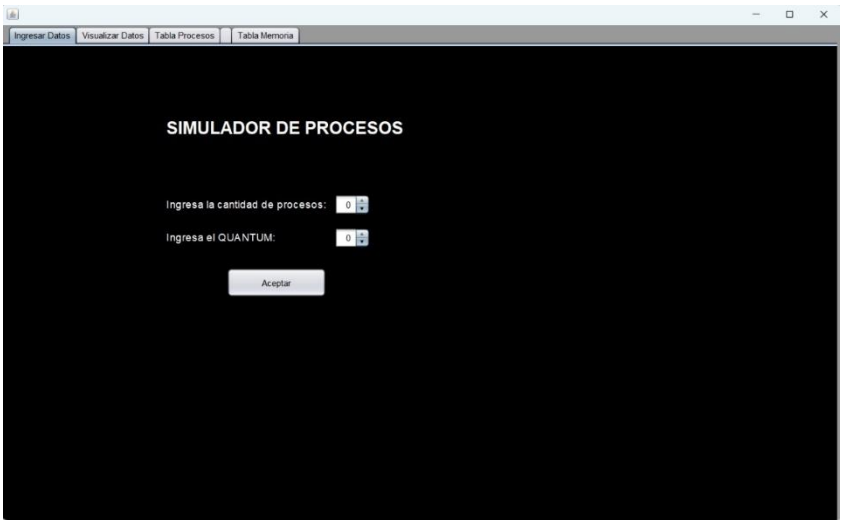 Ingresar Datos Visualizar Datos Tabla Procesos Tabla Memoria
SIMULADOR DE PROCESOS
Ingresa la cantidad de procesos: 0
Ingresa el QUANTUM: 0
Aceptar